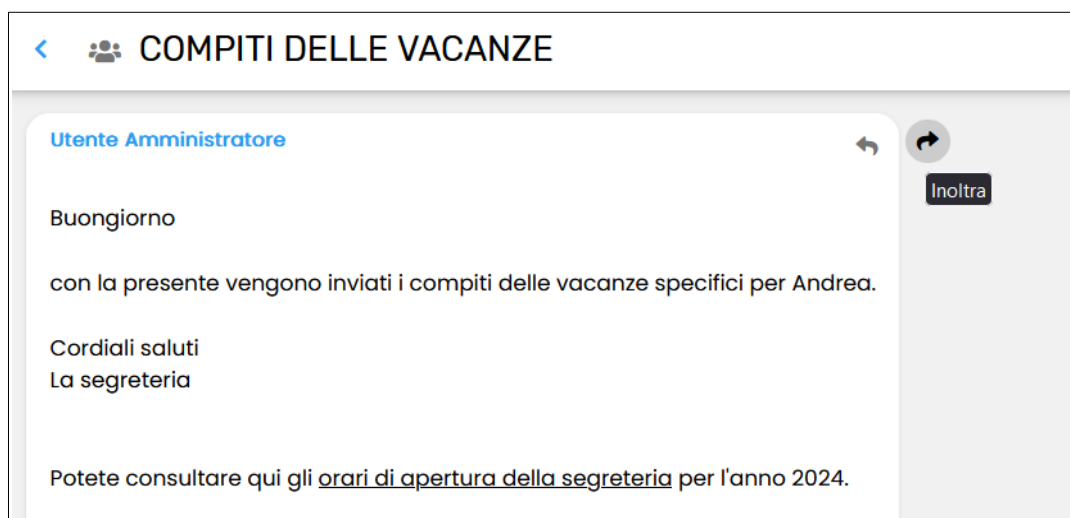 COMPITI DELLE VACANZE
Utente Amministratore
Inoltra
Buongiorno
con la presente vengono inviati i compiti delle vacanze specifici per Andrea.
Cordiali saluti
La segreteria
Potete consultare qui gli orari di apertura della segreteria per l'anno 2024.